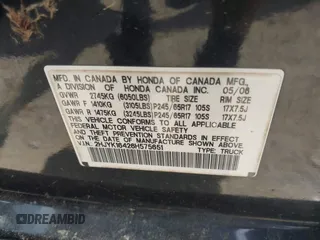 MFD. IN CANADA BY HONDA OF CANADA MFG.
A DIVISION OF HONDA CANADA INC. 05/06
GVWR 2745KG (6050LBS) TIRE SIZE RIM SIZE
GAWR F 1410KG (3105LBS) P245/65R17 105S 17X7.5J
GAWR R 1475KG (3245LBS) P245/65R17 105S 17X7.5J
THIS VEHICLE CONFORMS TO ALL APPLICABLE
FEDERAL MOTOR VEHICLE SAFETY
STANDARDS IN EFFECT ON THE
DATE OF MANUFACTURE SHOWN ABOVE.
V.I.N.: 2HJYK16426H575651 TYPE: TRUCK
DREAMBID